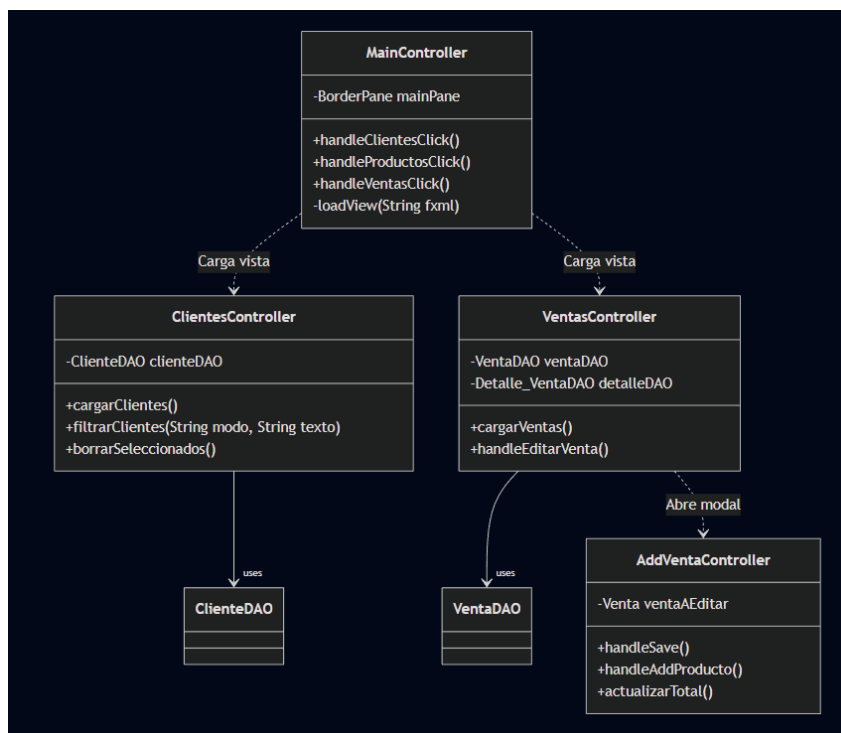 MainController
-BorderPane mainPane
+handleClientesClick()
+handleProductosClick()
+handleVentasClick()
-loadView(String fxml)
Carga vista
Carga vista
ClientesController
-ClienteDAO clienteDAO
+cargarClientes()
+filtrarClientes(String modo, String texto)
+borrarSeleccionados()
VentasController
-VentaDAO ventaDAO
-Detalle_VentaDAO detalleDAO
+cargarVentas()
+handleEditarVenta()
Abre modal
uses
uses
ClienteDAO
VentaDAO
AddVentaController
-Venta ventaAEditar
+handleSave()
+handleAddProducto()
+actualizarTotal()